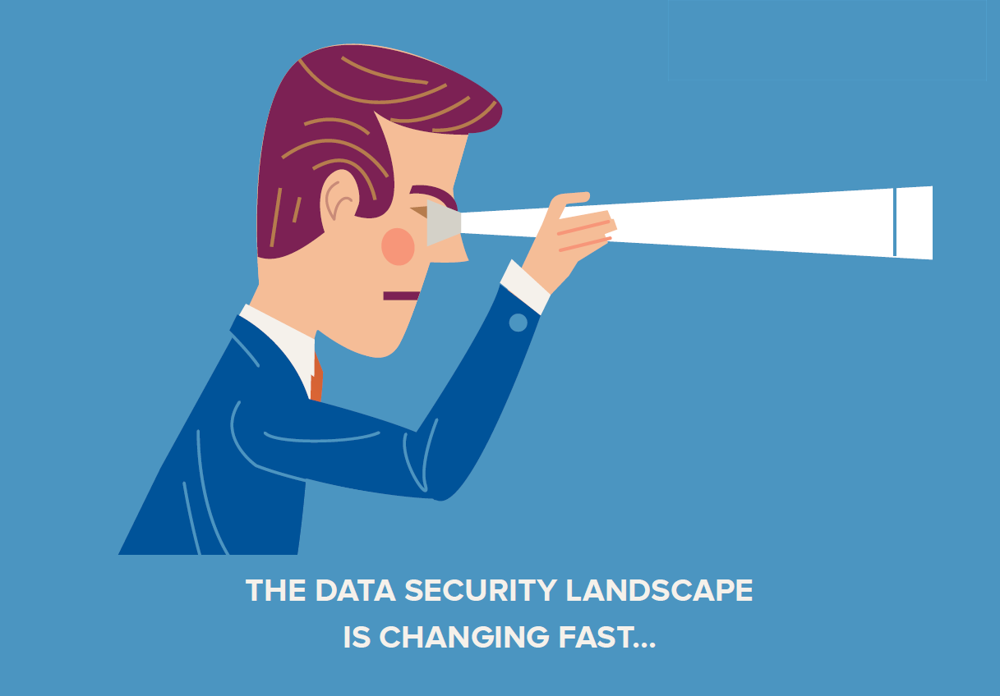 THE DATA SECURITY LANDSCAPE
IS CHANGING FAST...